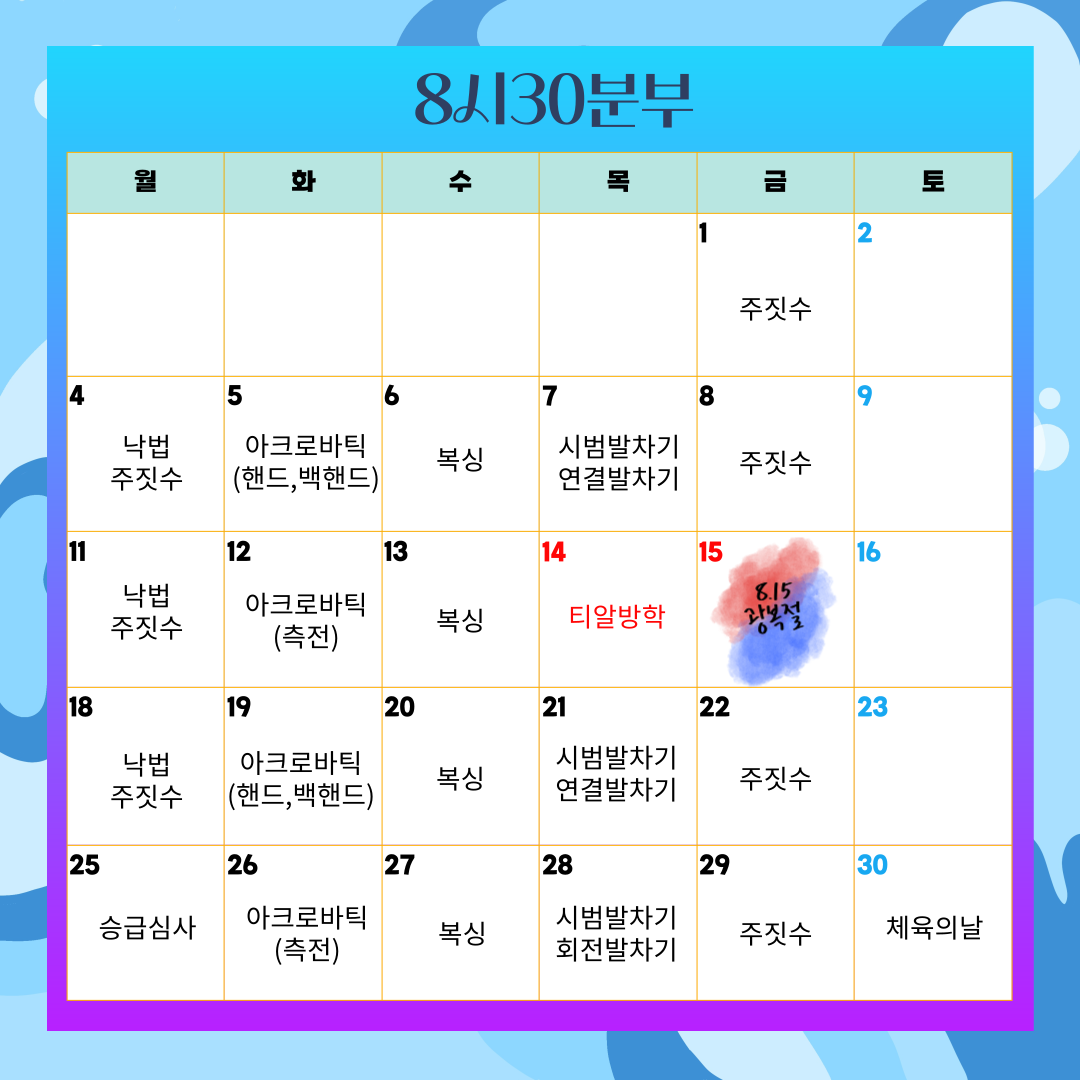 8시30분부
월 화 수 목 금 토
1 2
주짓수
4 5 6 7 8 9
낙법 아크로바틱 복싱 시범발차기 주짓수
주짓수 (핸드,백핸드) 연결발차기
11 12 13 14 15 16
8.15
광복절
낙법 아크로바틱 복싱 티알방학
주짓수 (측전)
18 19 20 21 22 23
낙법 아크로바틱 복싱 시범발차기 주짓수
주짓수 (핸드,백핸드) 연결발차기
25 26 27 28 29 30
승급심사 아크로바틱 복싱 시범발차기 주짓수 체육의날
(측전) 회전발차기